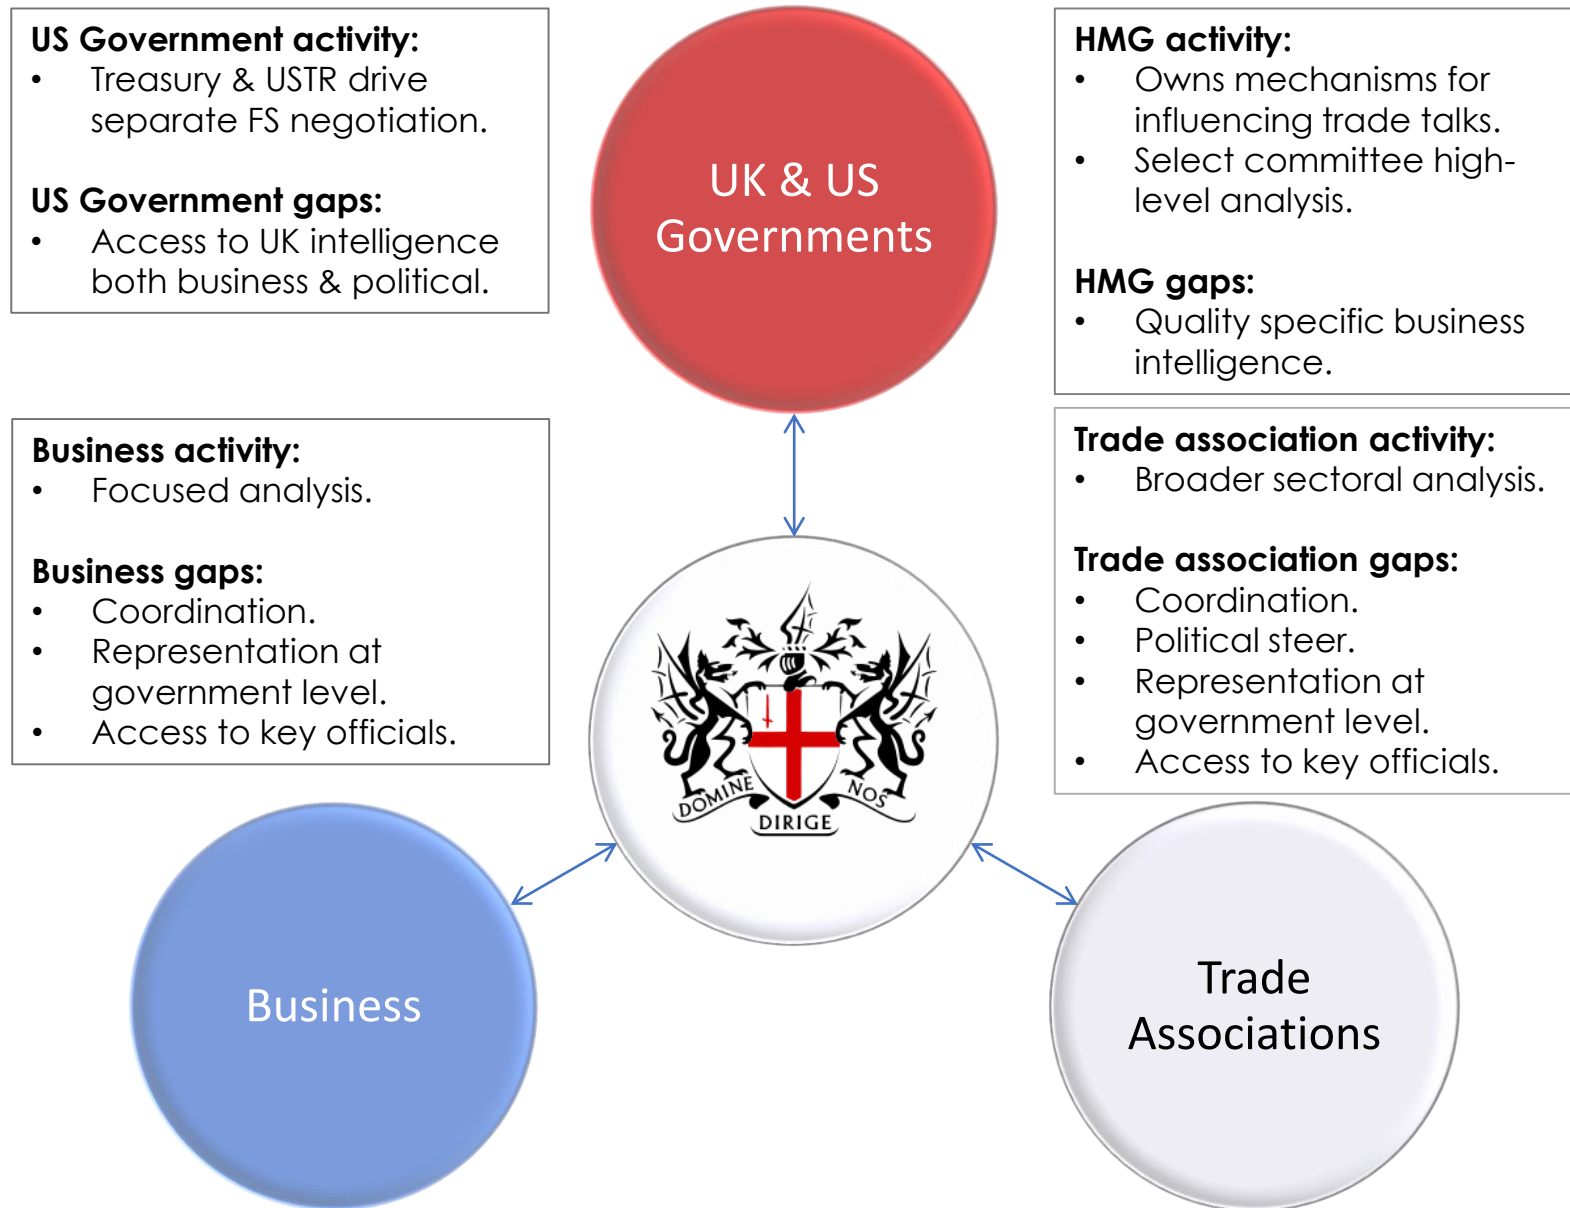 US Government activity:
• Treasury & USTR drive
separate FS negotiation.
US Government gaps:
• Access to UK intelligence
both business & political.
UK & US
Governments
HMG activity:
• Owns mechanisms for
influencing trade talks.
• Select committee high-
level analysis.
HMG gaps:
• Quality specific business
intelligence.
Business activity:
• Focused analysis.
Business gaps:
• Coordination.
• Representation at
government level.
• Access to key officials.
Trade association activity:
• Broader sectoral analysis.
Trade association gaps:
• Coordination.
• Political steer.
• Representation at
government level.
• Access to key officials.
DOMINE DIRIGE NOS
Business
Trade
Associations